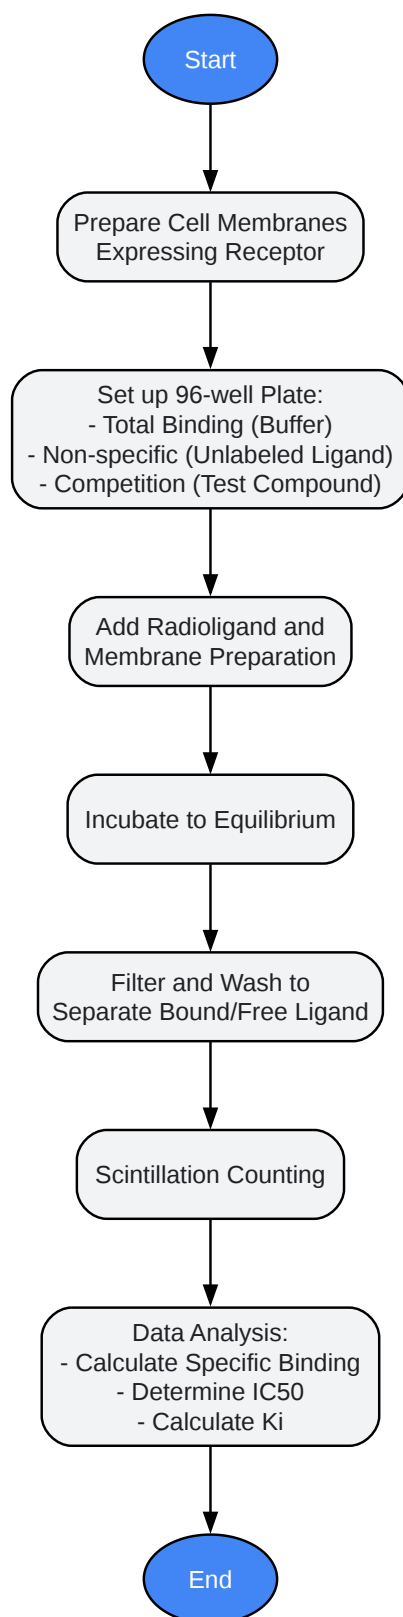 Start
Prepare Cell Membranes
Expressing Receptor
Set up 96-well Plate:
- Total Binding (Buffer)
- Non-specific (Unlabeled Ligand)
- Competition (Test Compound)
Add Radioligand and
Membrane Preparation
Incubate to Equilibrium
Filter and Wash to
Separate Bound/Free Ligand
Scintillation Counting
Data Analysis:
- Calculate Specific Binding
- Determine IC50
- Calculate Ki
End